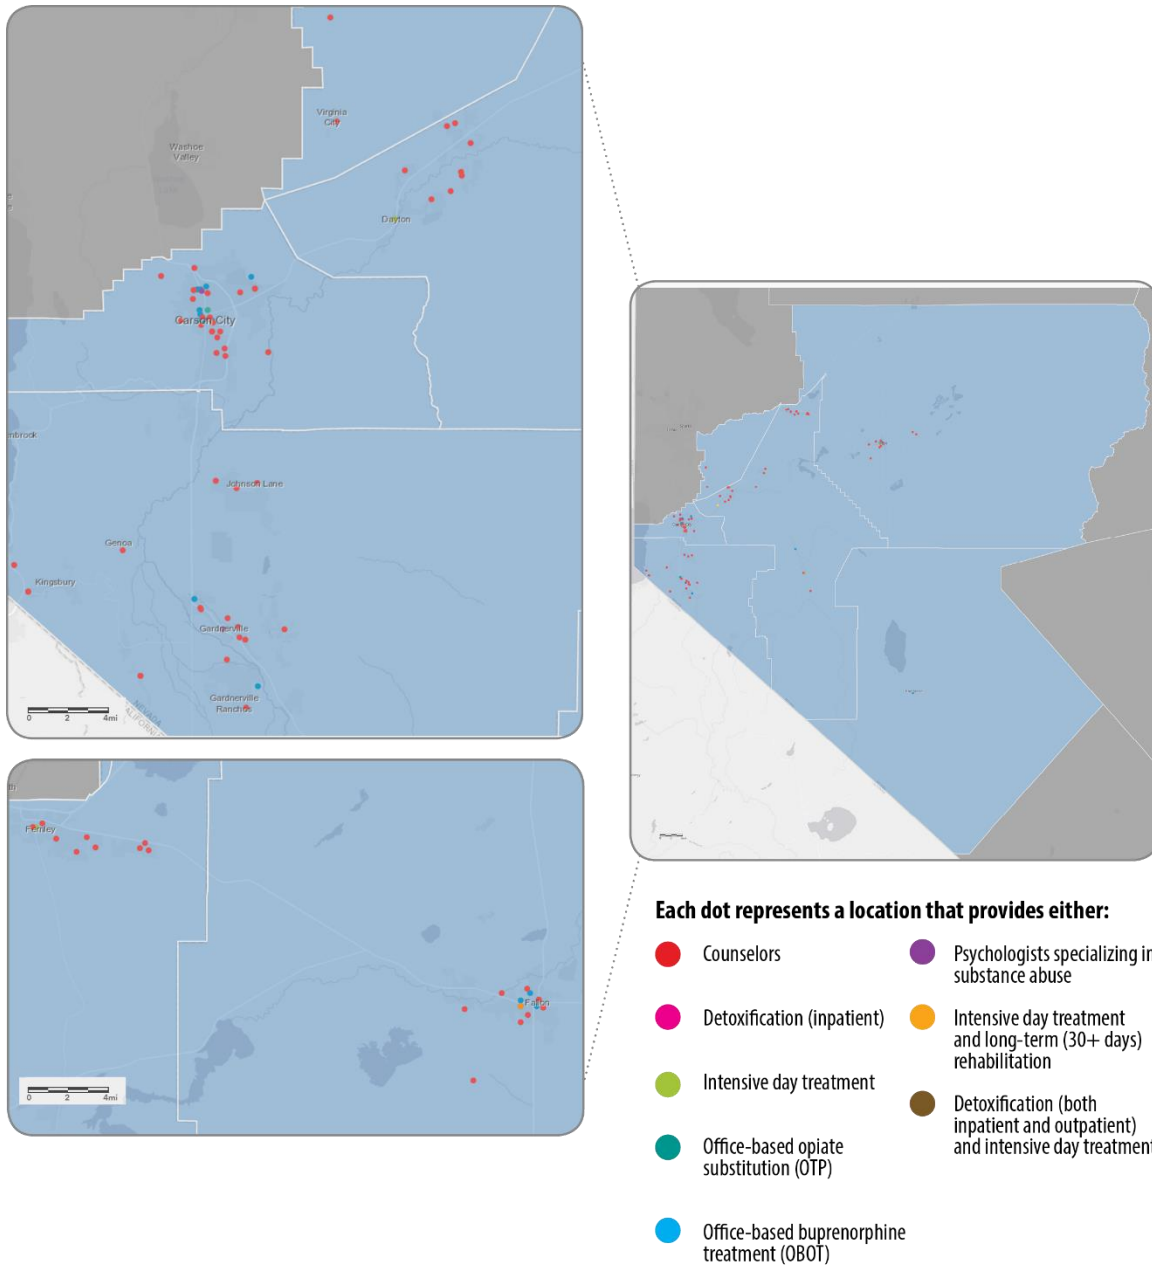 Virginia
City
Washoe
Valley
Dayton
Carson City
nbrook
Johnson Lane
Genoa
Kingsbury
Gardnerville
Gardnerville
Ranchos
0 2 4mi
NEVADA
ALIFORNI
Fernley
Fallon
0 2 4mi
Each dot represents a location that provides either:
Counselors
Detoxification (inpatient)
Intensive day treatment
Office-based opiate
substitution (OTP)
Office-based buprenorphine
treatment (OBOT)
Psychologists specializing in
substance abuse
Intensive day treatment
and long-term (30+ days)
rehabilitation
Detoxification (both
inpatient and outpatient)
and intensive day treatment